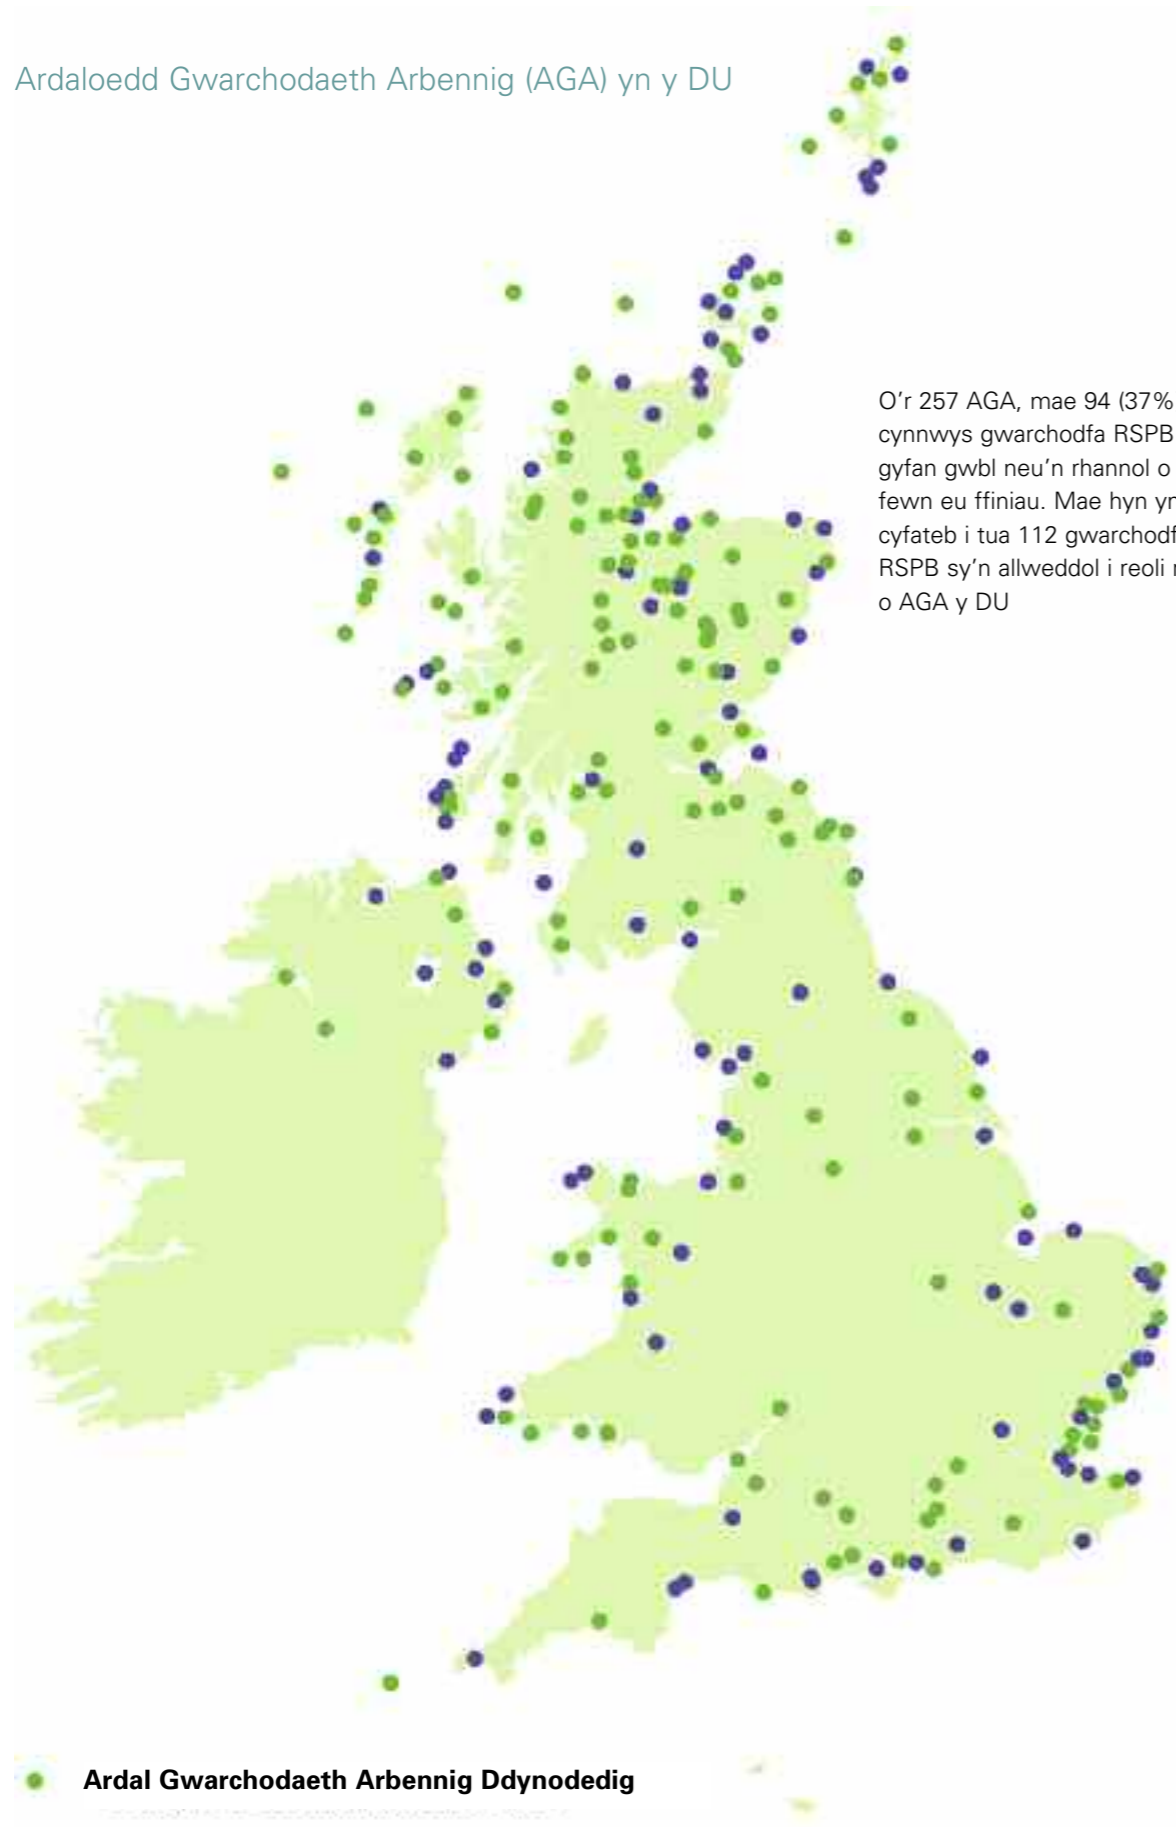 Ardaloedd Gwarchodaeth Arbennig (AGA) yn y DU
O’r 257 AGA, mae 94 (37%
cynnwys gwarchodfa RSPB
gyfan gwbl neu’n rhannol o
fewn eu ffiniau. Mae hyn yn
cyfateb i tua 112 gwarchodf
RSPB sy’n allweddol i reoli
o AGA y DU
Ardal Gwarchodaeth Arbennig Ddynodedig